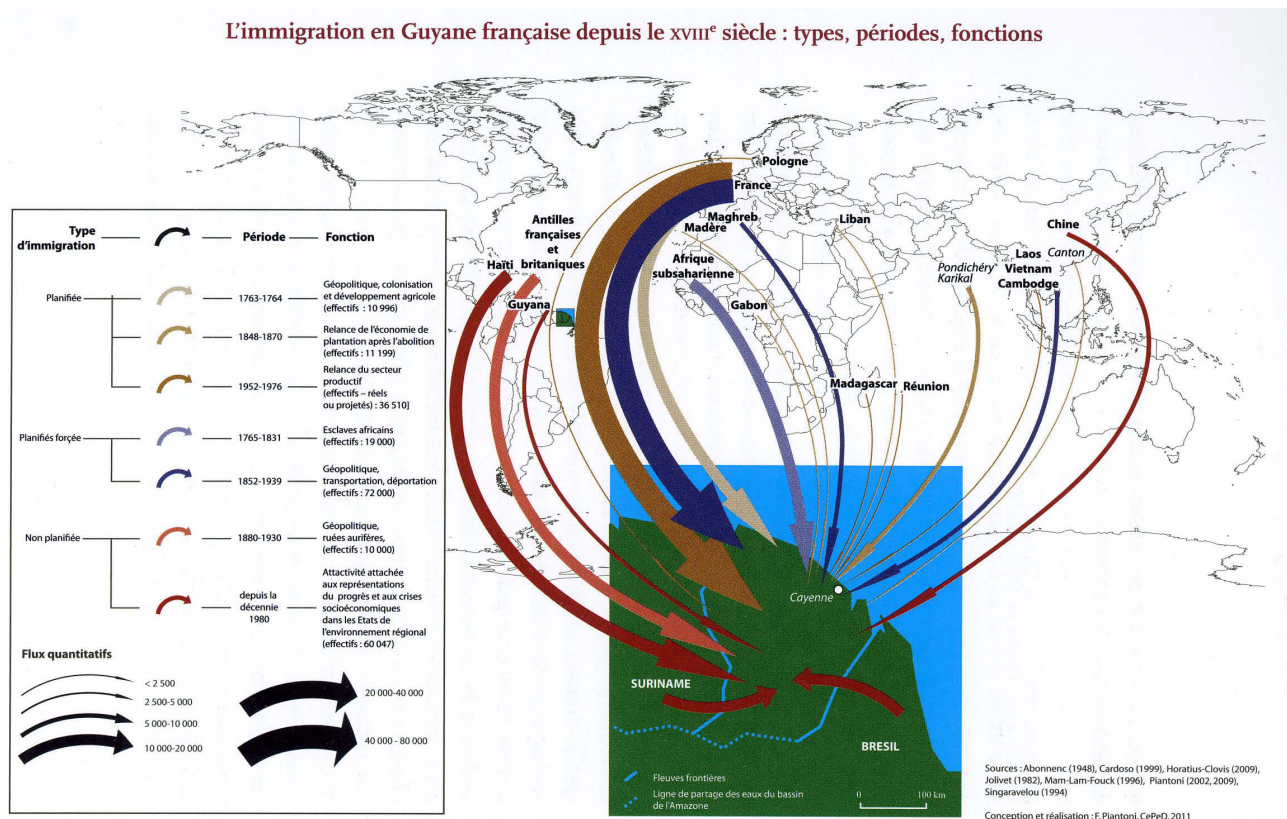 L'immigration en Guyane française depuis le XVIIIe siècle : types, périodes, fonctions
Type
d'immigration
Période
Fonction
Planifiée
1763-1764
Géopolitique, colonisation
et développement agricole
(effectifs : 10 996)
1848-1870
Relance de l'économie de
plantation après l'abolition
(effectifs : 11 199)
1952-1976
Relance du secteur
productif
(effectifs – réels
ou projetés) : 36 510]
Planifiés forçée
1765-1831
Esclaves africains
(effectifs : 19 000)
1852-1939
Géopolitique,
transportation, déportation
(effectifs : 72 000)
Non planifiée
1880-1930
Géopolitique,
ruées aurifères,
(effectifs : 10 000)
depuis la
décennie
1980
Attactivité attachée
aux représentations
du progrès et aux crises
socioéconomiques
dans les Etats de
l'environnement régional
(effectifs : 60 047)
Flux quantitatifs
< 2 500
2 500-5 000
5 000-10 000
10 000-20 000
20 000-40 000
40 000 - 80 000
Pologne
France
Maghreb
Madère
Liban
Chine
Antilles
françaises
et
britanniques
Haïti
Guyana
Afrique
subsaharienne
Gabon
Pondichéry
Karikal
Laos
Vietnam
Cambodge
Canton
Madagascar
Réunion
Cayenne
SURINAME
BRESIL
Fleuves frontières
Ligne de partage des eaux du bassin
de l'Amazone
0 100 km
Sources : Abonnenc (1948), Cardoso (1999), Horatius-Clovis (2009),
Jolivet (1982), Mam-Lam-Fouck (1996), Piantoni (2002, 2009),
Singaravelou (1994)
Conception et réalisation : F. Piantoni, CePeD, 2011